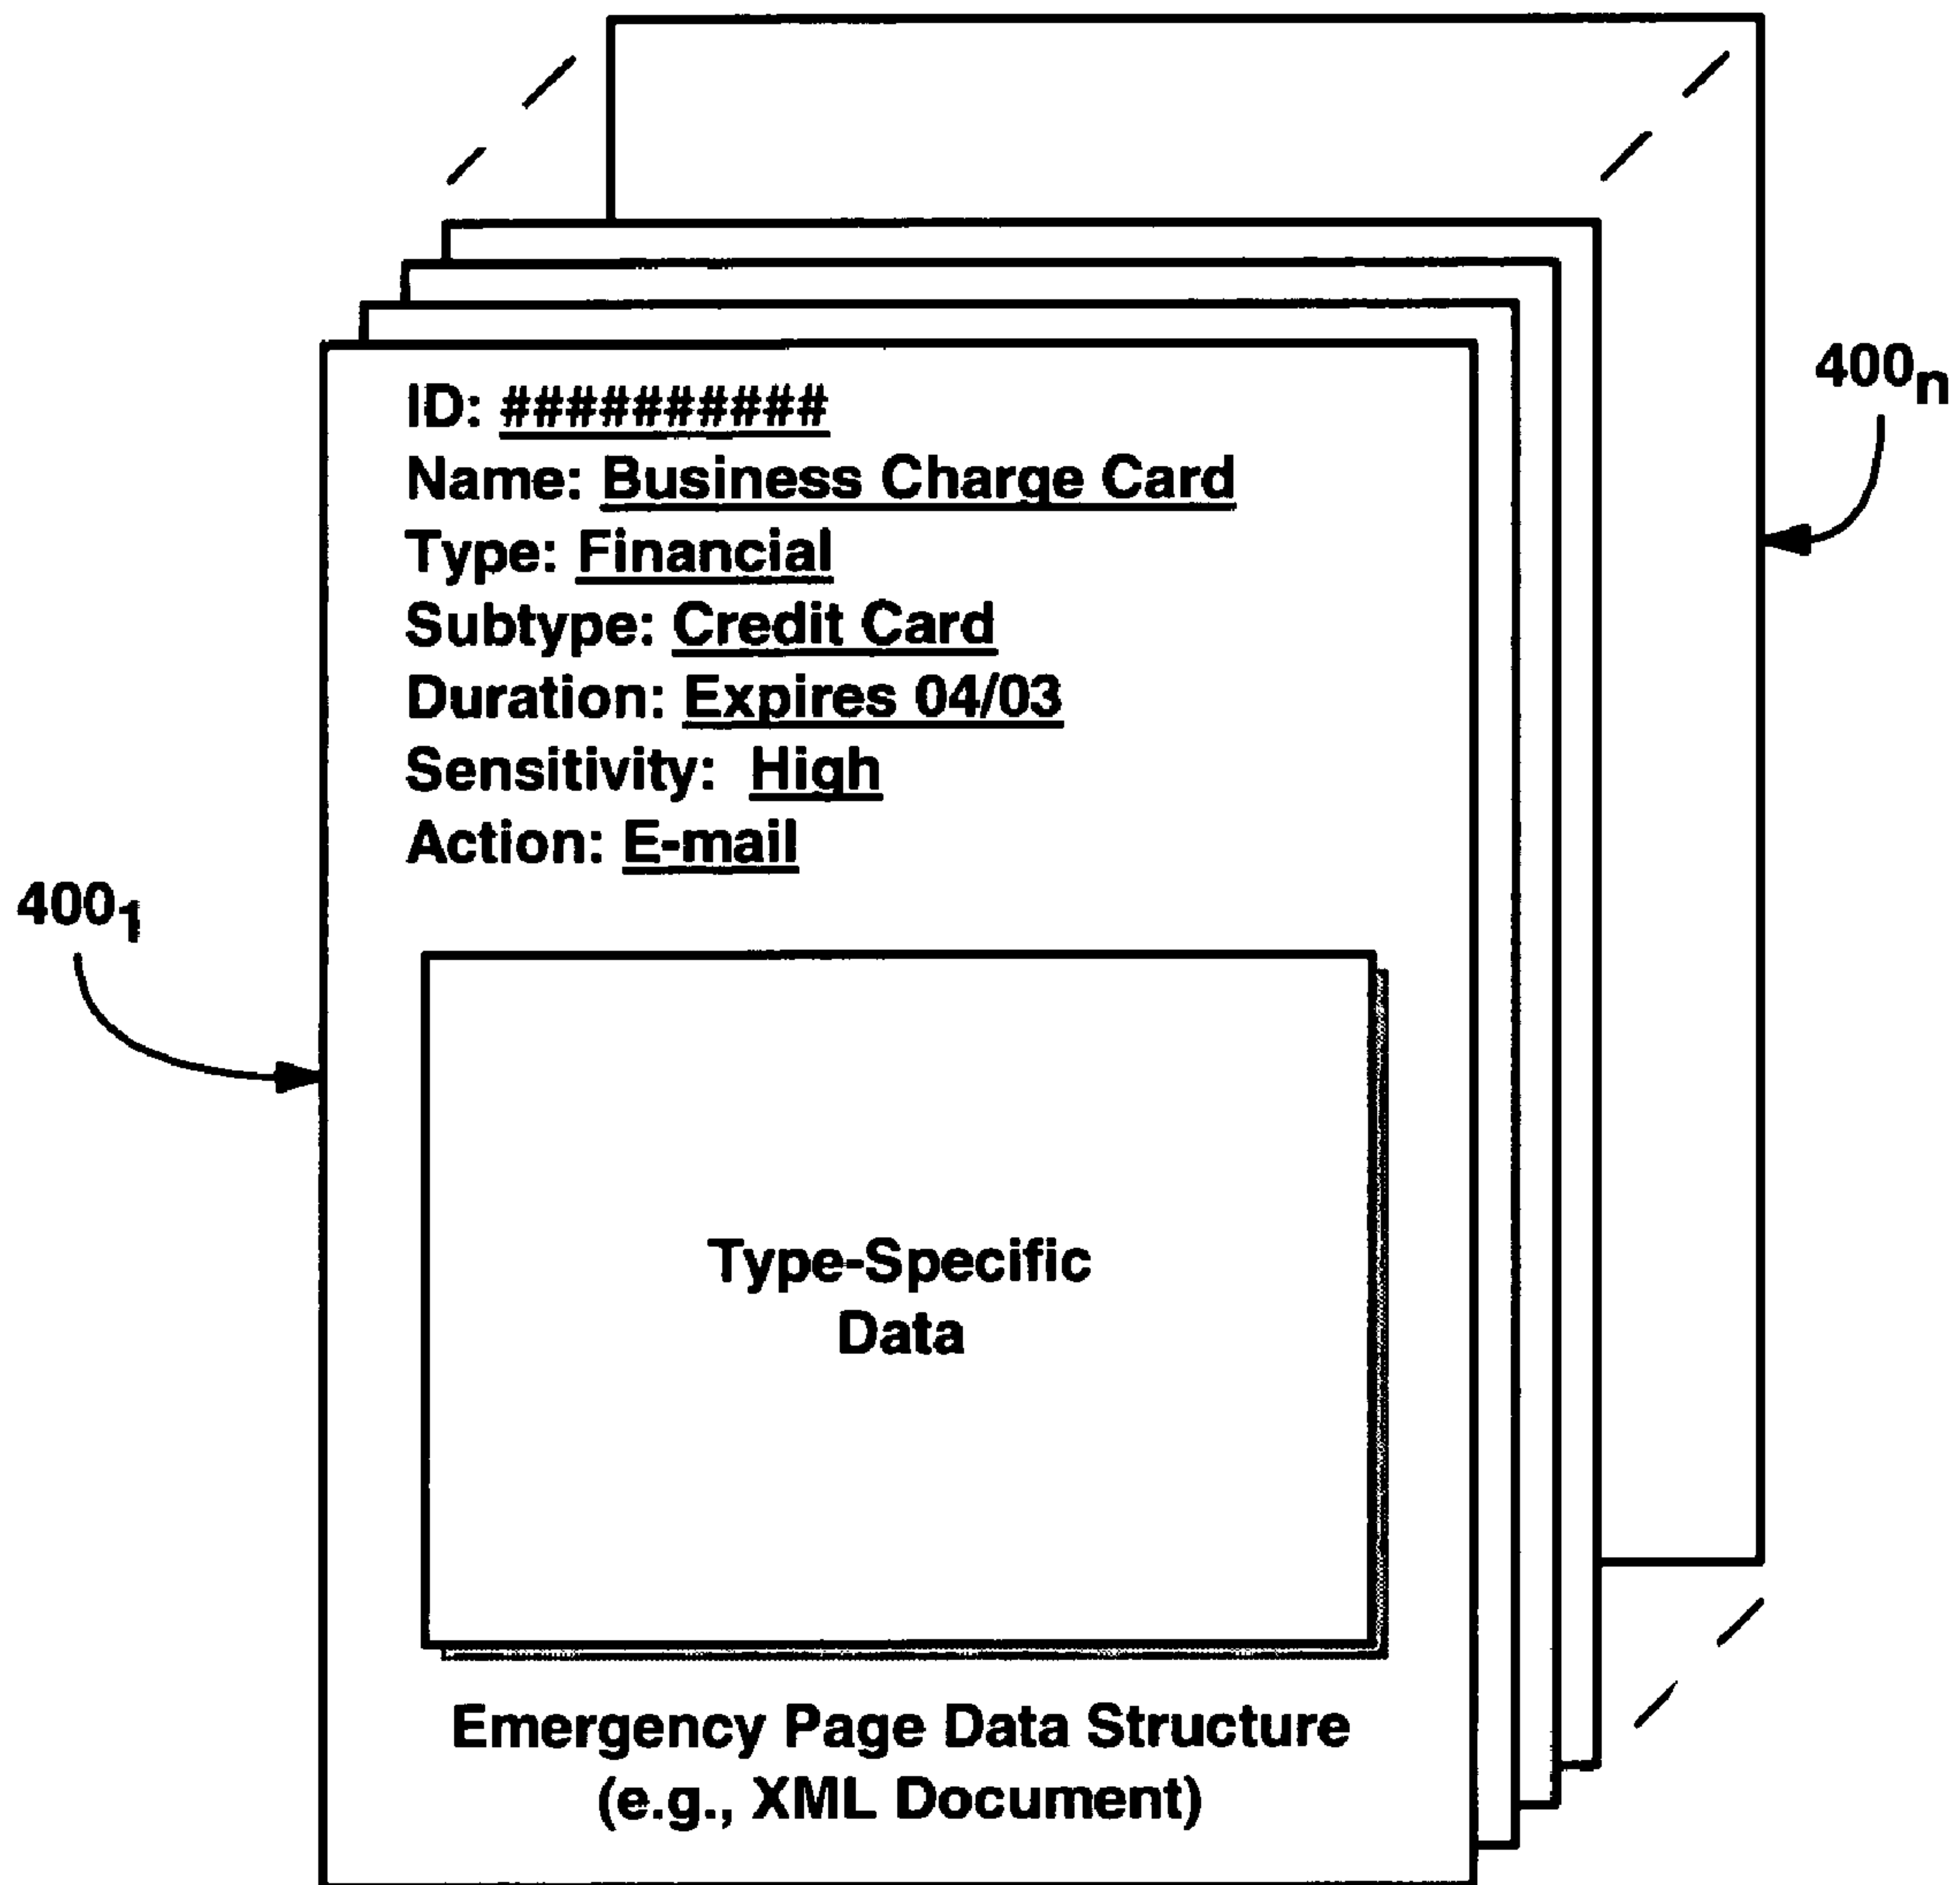 400n
ID: ##########
Name: Business Charge Card
Type: Financial
Subtype: Credit Card
Duration: Expires 04/03
Sensitivity: High
Action: E-mail
4001
Type-Specific
Data
Emergency Page Data Structure
(e.g., XML Document)